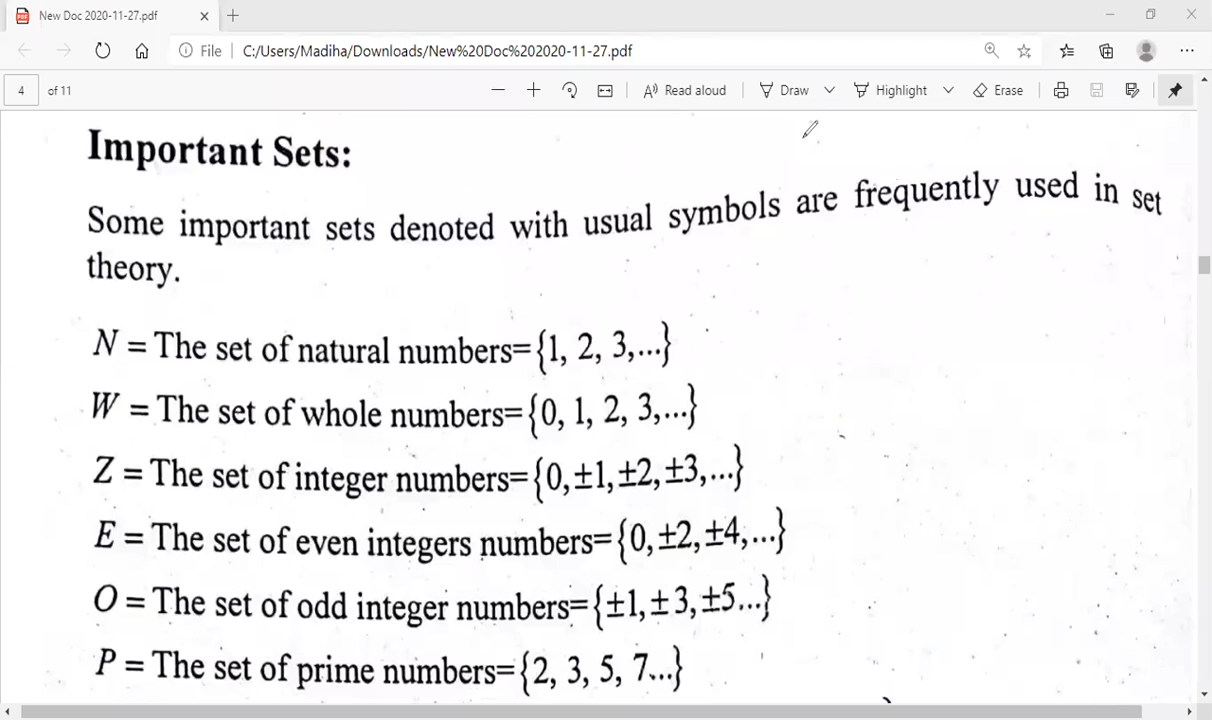 New Doc 2020-11-27.pdf
File | C:/Users/Madiha/Downloads/New%20Doc%202020-11-27.pdf
4 of 11 Read aloud Draw Highlight Erase
Important Sets:
Some important sets denoted with usual symbols are frequently used in set
theory.
N = The set of natural numbers={1, 2, 3,...}
W = The set of whole numbers={0, 1, 2, 3,...}
Z = The set of integer numbers={0,±1,±2,±3,...}
E = The set of even integers numbers={0,±2,±4,...}
O = The set of odd integer numbers={±1,±3,±5...}
P = The set of prime numbers={2, 3, 5, 7...}